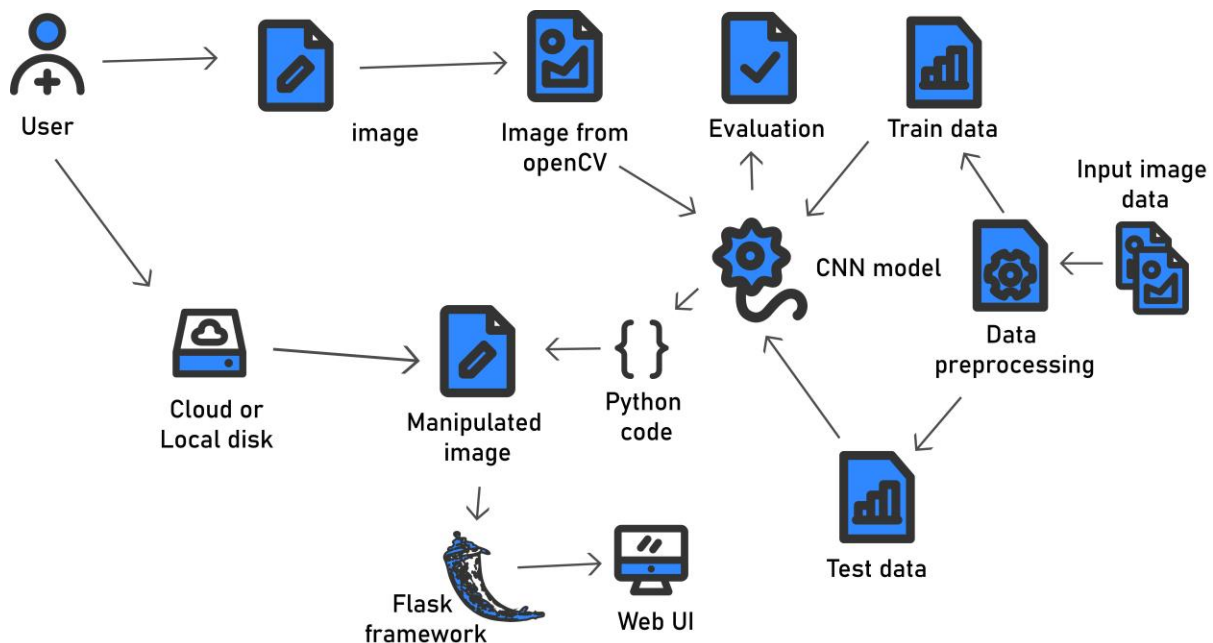 User
image
Image from
openCV
Evaluation
Train data
Input image
data
CNN model
Data
preprocessing
Cloud or
Local disk
Manipulated
image
{ }
Python
code
Test data
Flask
framework
Web UI